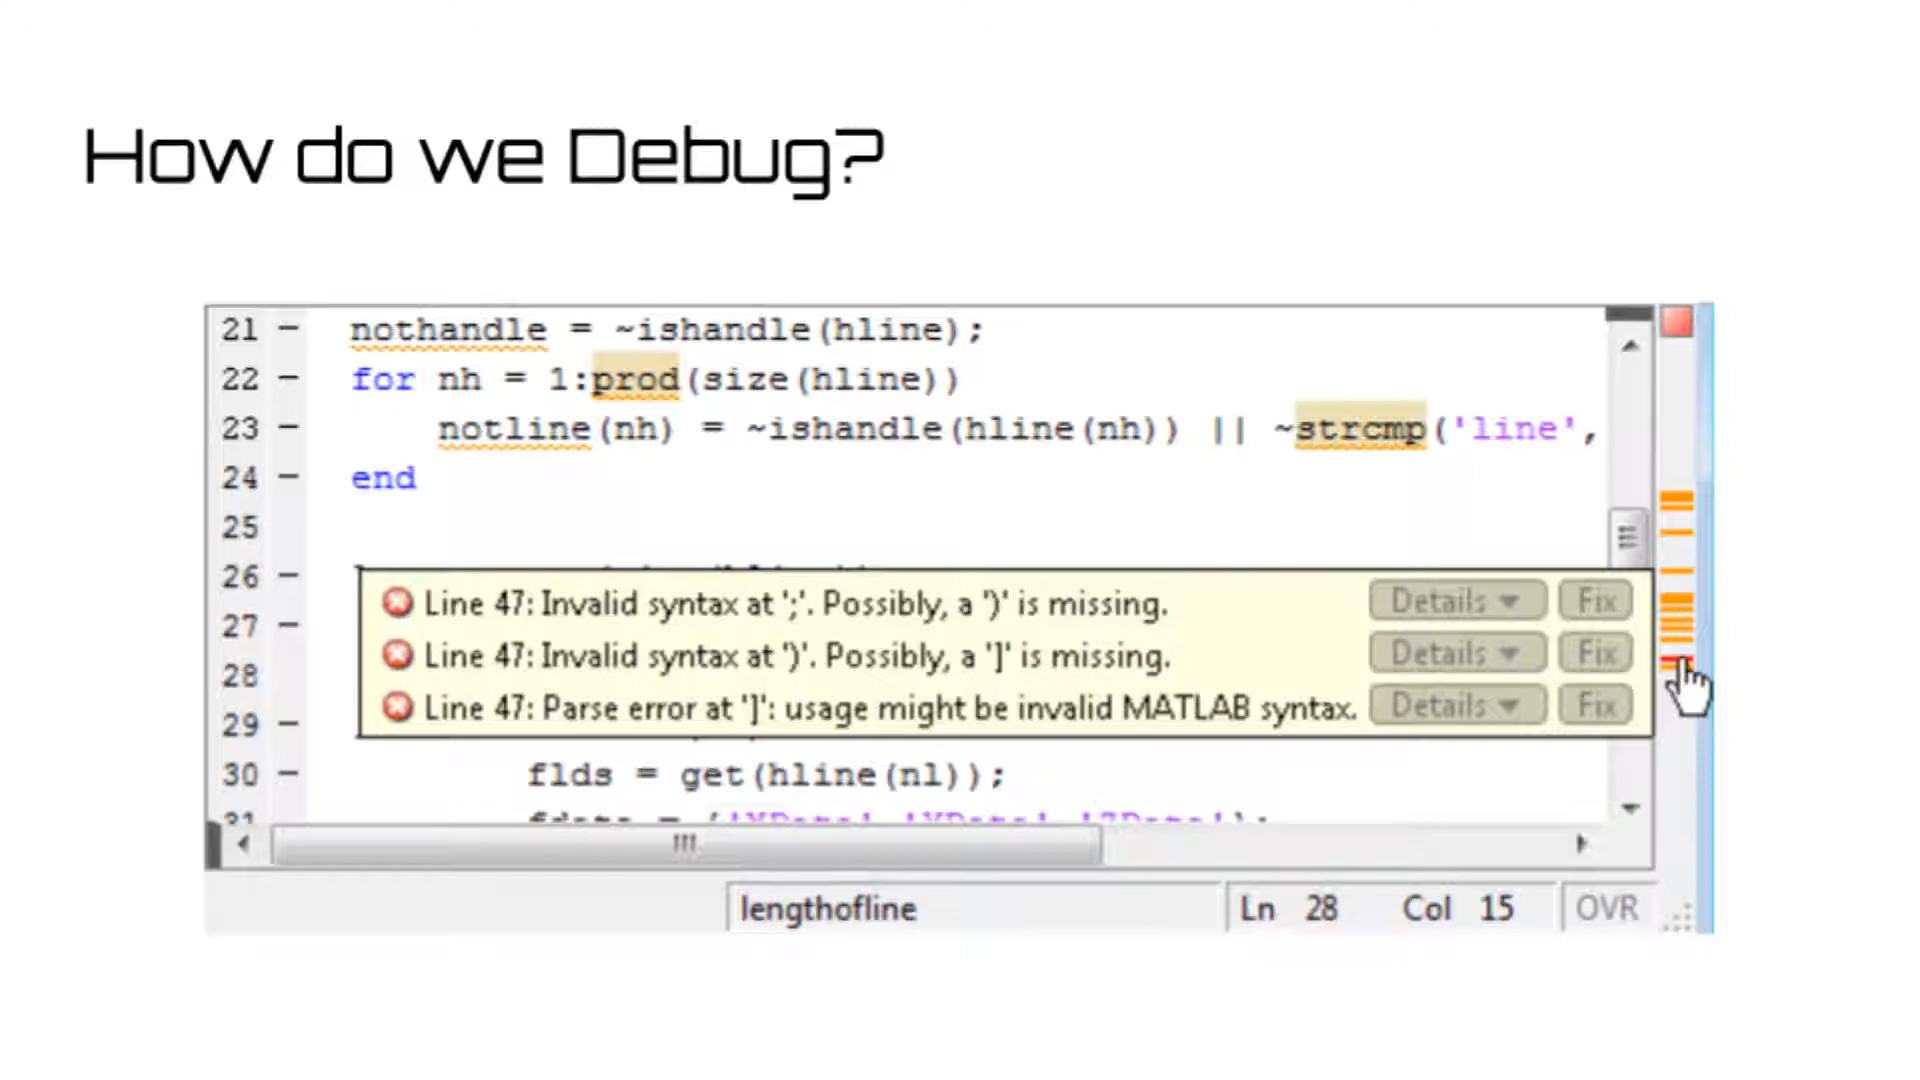 How do we Debug?
21 – nothandle = ~ishandle(hline);
22 – for nh = 1:prod(size(hline))
23 – notline(nh) = ~ishandle(hline(nh)) || ~strcmp('line',
24 – end
25
26 –
Line 47: Invalid syntax at ';'. Possibly, a ')' is missing. Details Fix
27 –
Line 47: Invalid syntax at ')'. Possibly, a ']' is missing. Details Fix
28
Line 47: Parse error at ']': usage might be invalid MATLAB syntax. Details Fix
29 –
30 – flds = get(hline(nl));
31
lengthofline Ln 28 Col 15 OVR